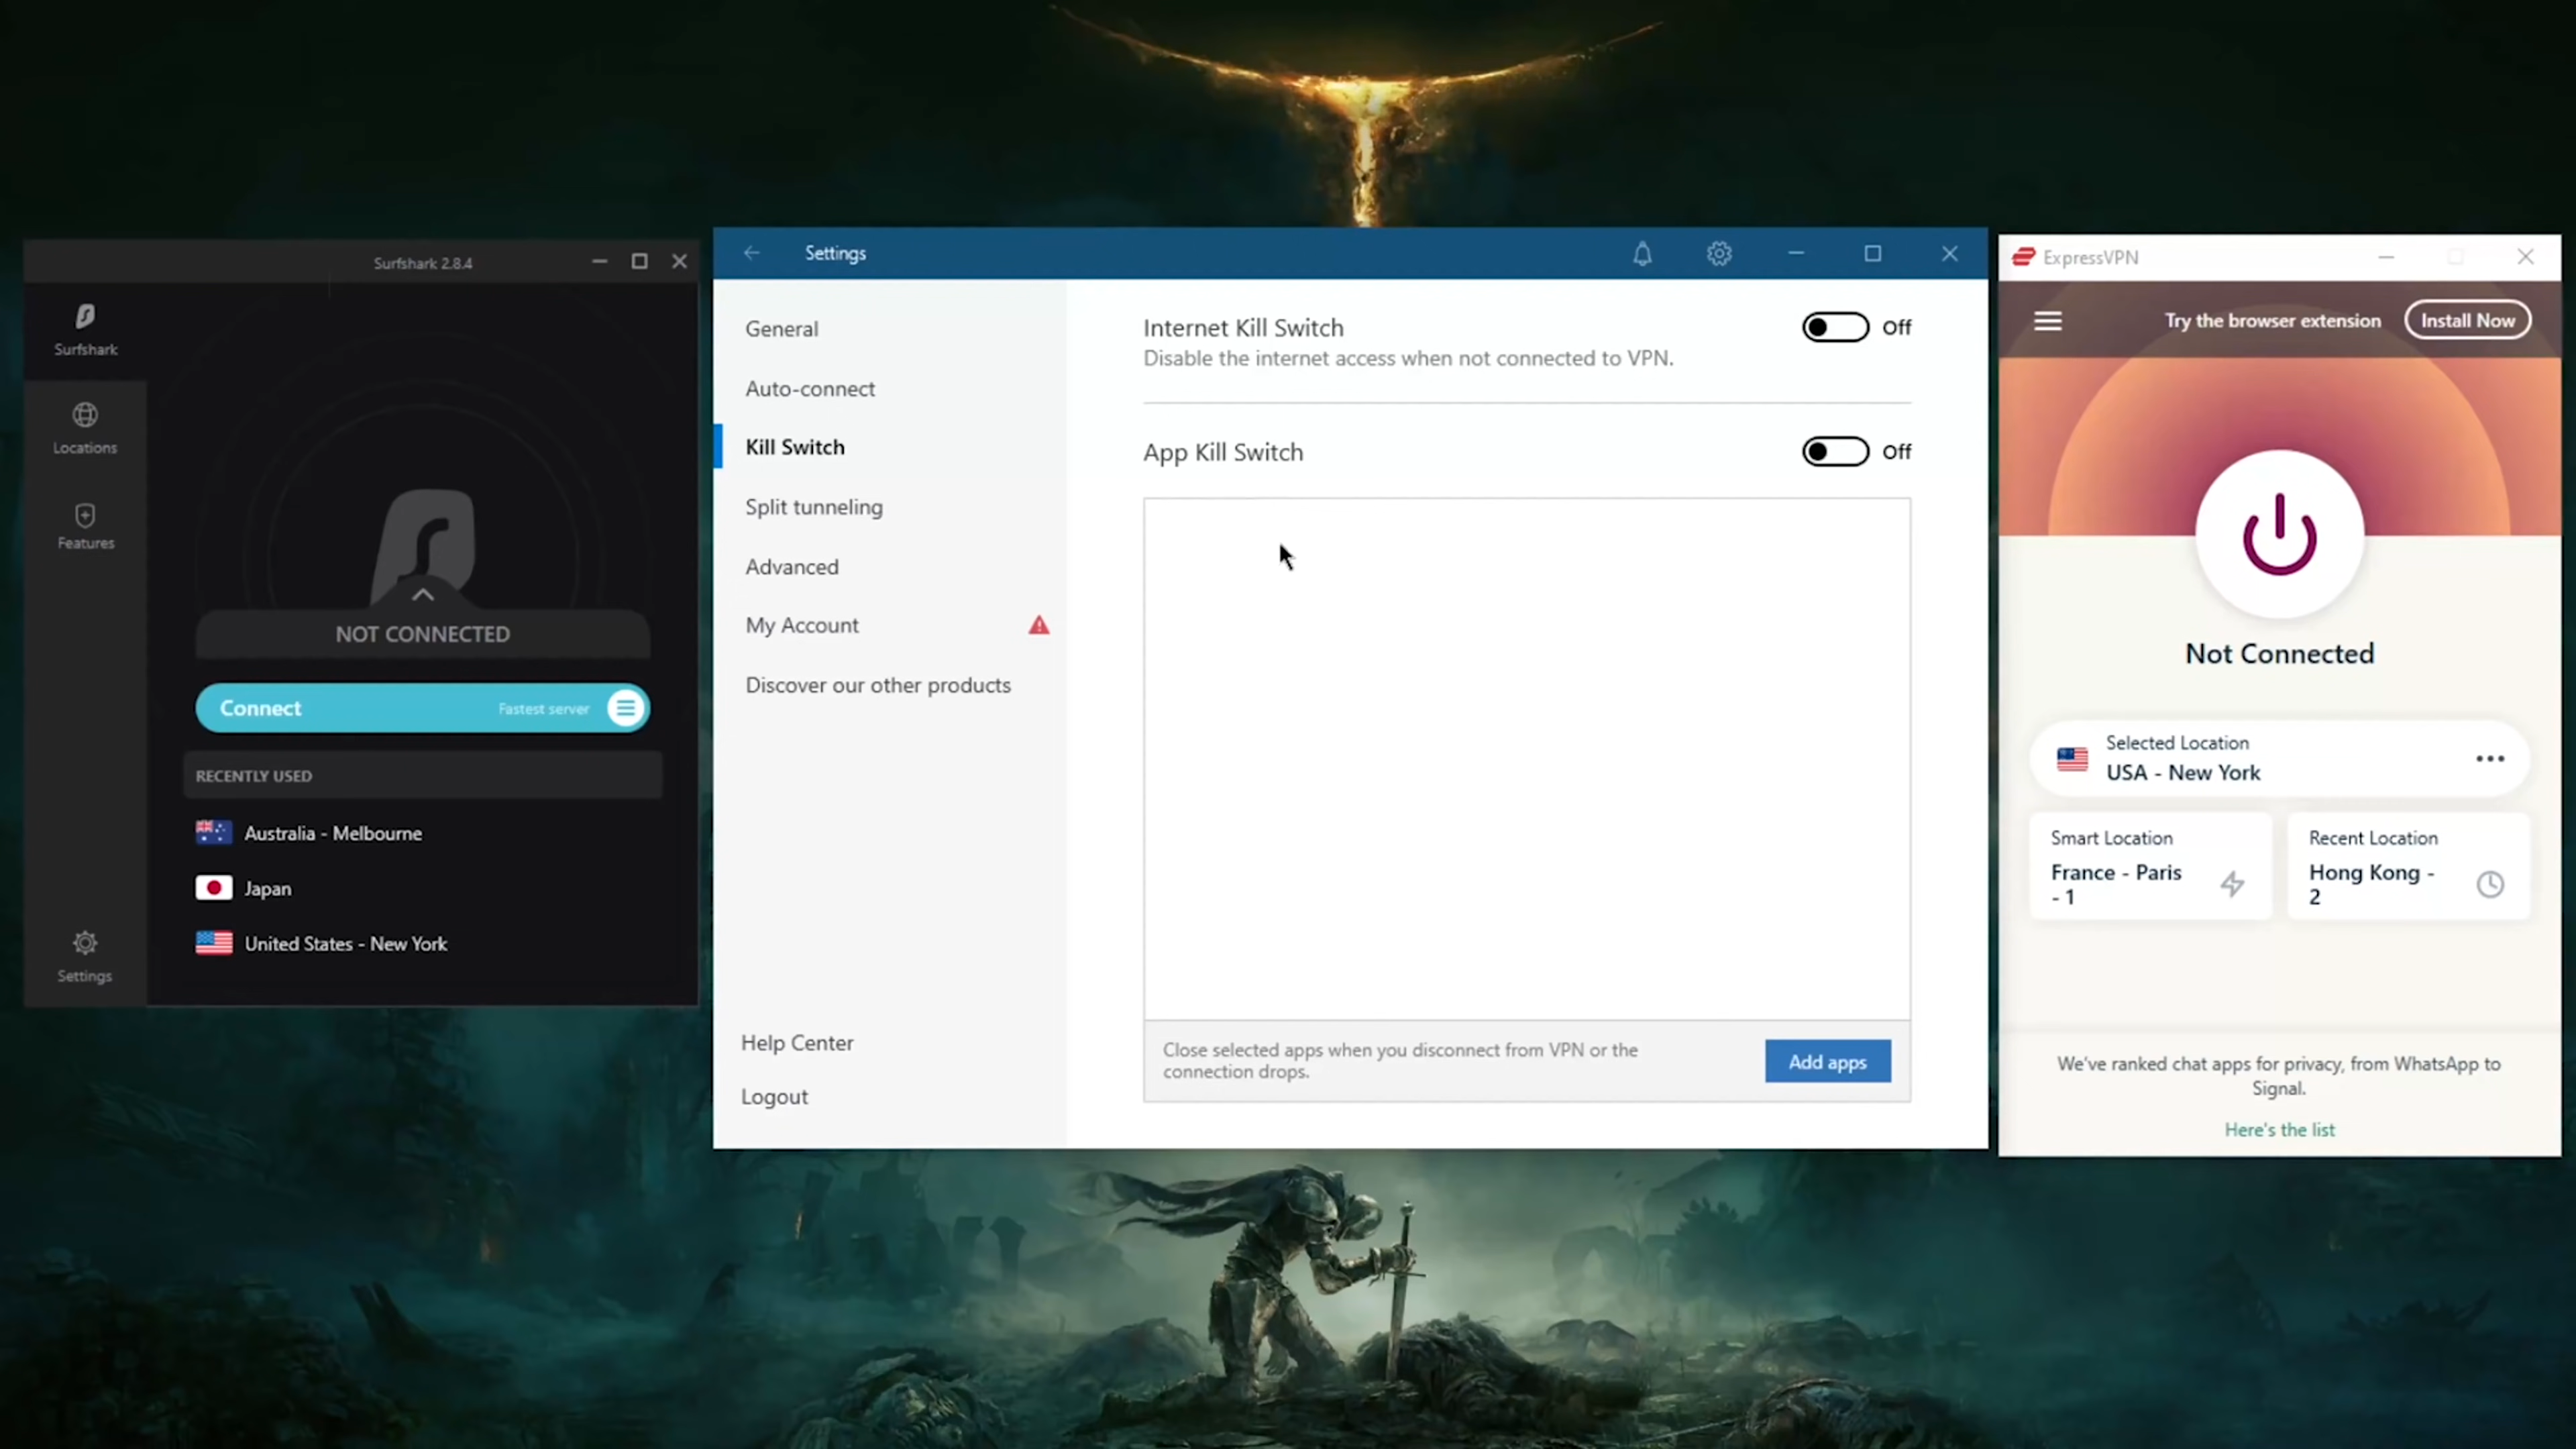 Surfshark 2.8.4
Surfshark
Locations
Features
Settings
NOT CONNECTED
Connect
Fastest server
RECENTLY USED
Australia - Melbourne
Japan
United States - New York
Settings
General
Auto-connect
Kill Switch
Split tunneling
Advanced
My Account
Discover our other products
Help Center
Logout
Internet Kill Switch
Off
Disable the internet access when not connected to VPN.
App Kill Switch
Off
Close selected apps when you disconnect from VPN or the
connection drops.
Add apps
ExpressVPN
Try the browser extension
Install Now
Not Connected
Selected Location
USA - New York
Smart Location
France - Paris
- 1
Recent Location
Hong Kong -
2
We've ranked chat apps for privacy, from WhatsApp to
Signal.
Here's the list